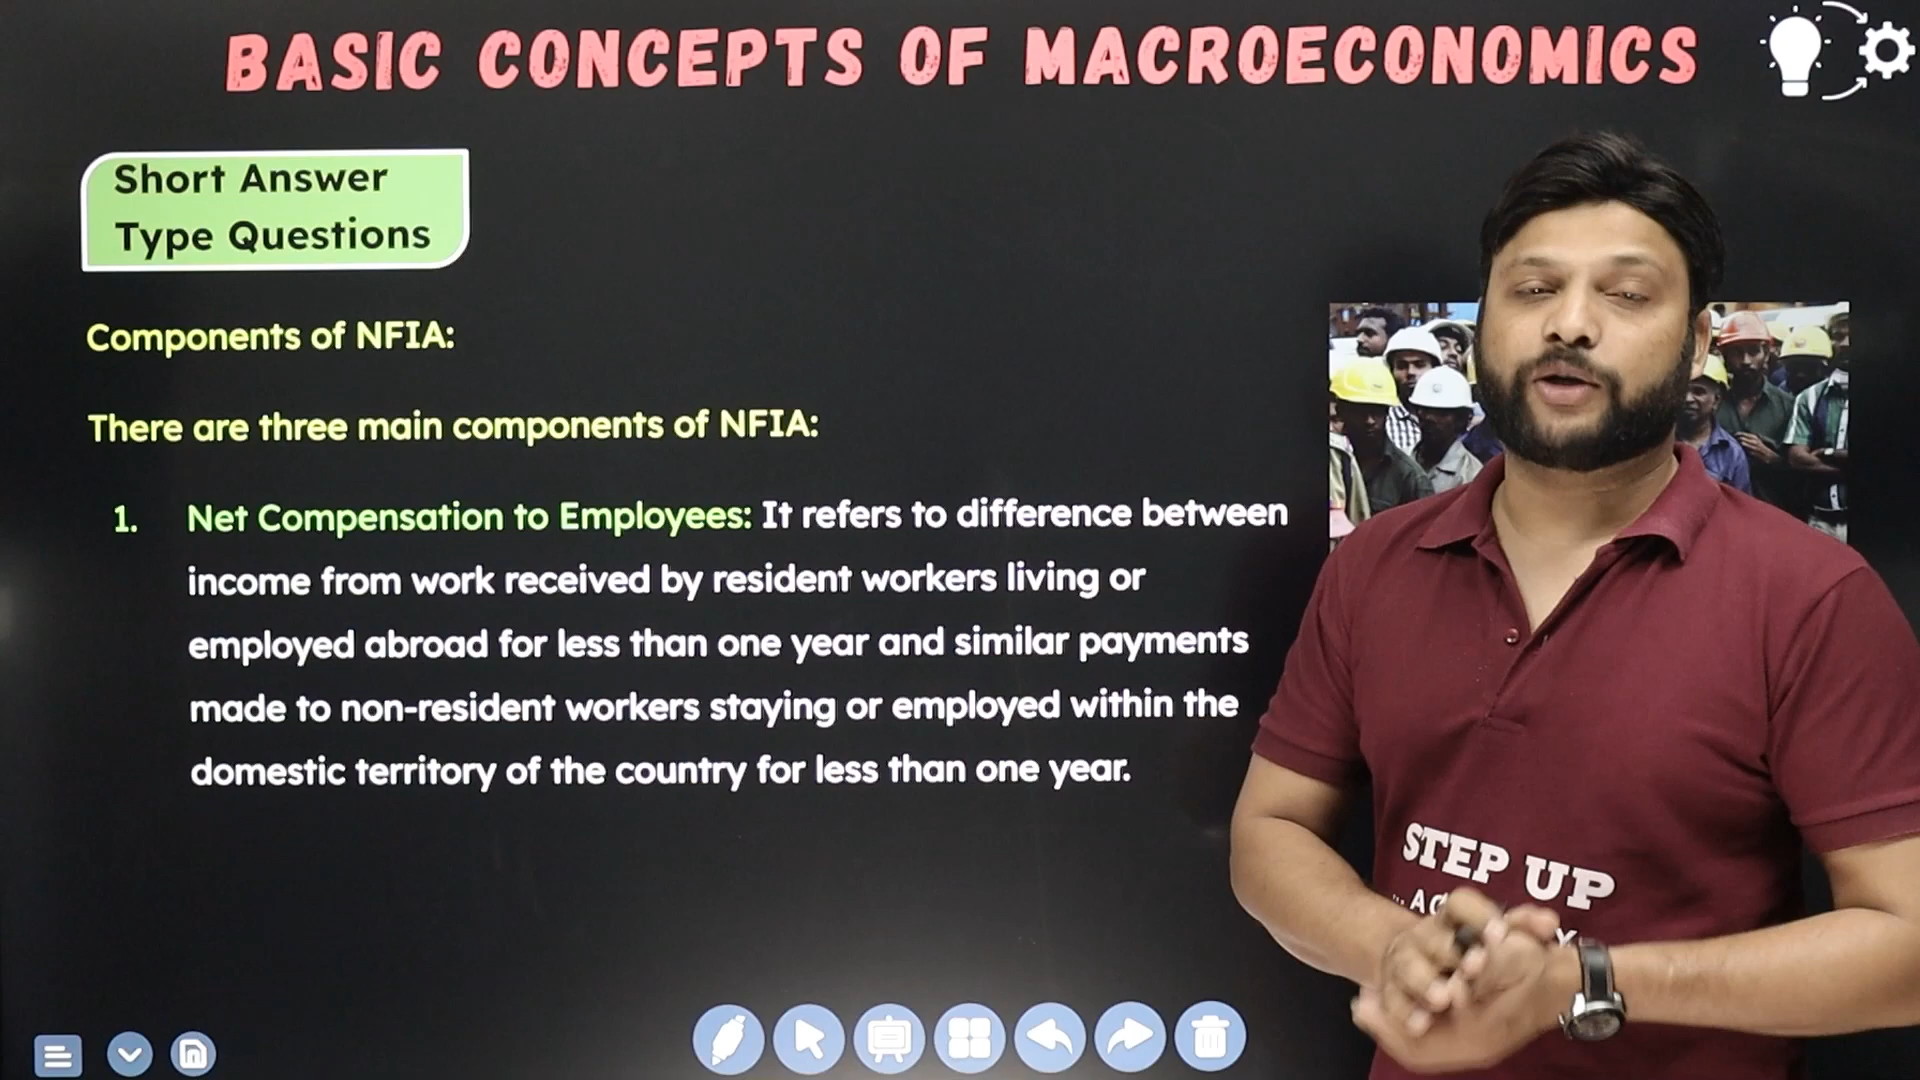 BASIC CONCEPTS OF MACROECONOMICS
Short Answer
Type Questions
Components of NFIA:
There are three main components of NFIA:
1. Net Compensation to Employees: It refers to difference between
income from work received by resident workers living or
employed abroad for less than one year and similar payments
made to non-resident workers staying or employed within the
domestic territory of the country for less than one year.
STEP UP